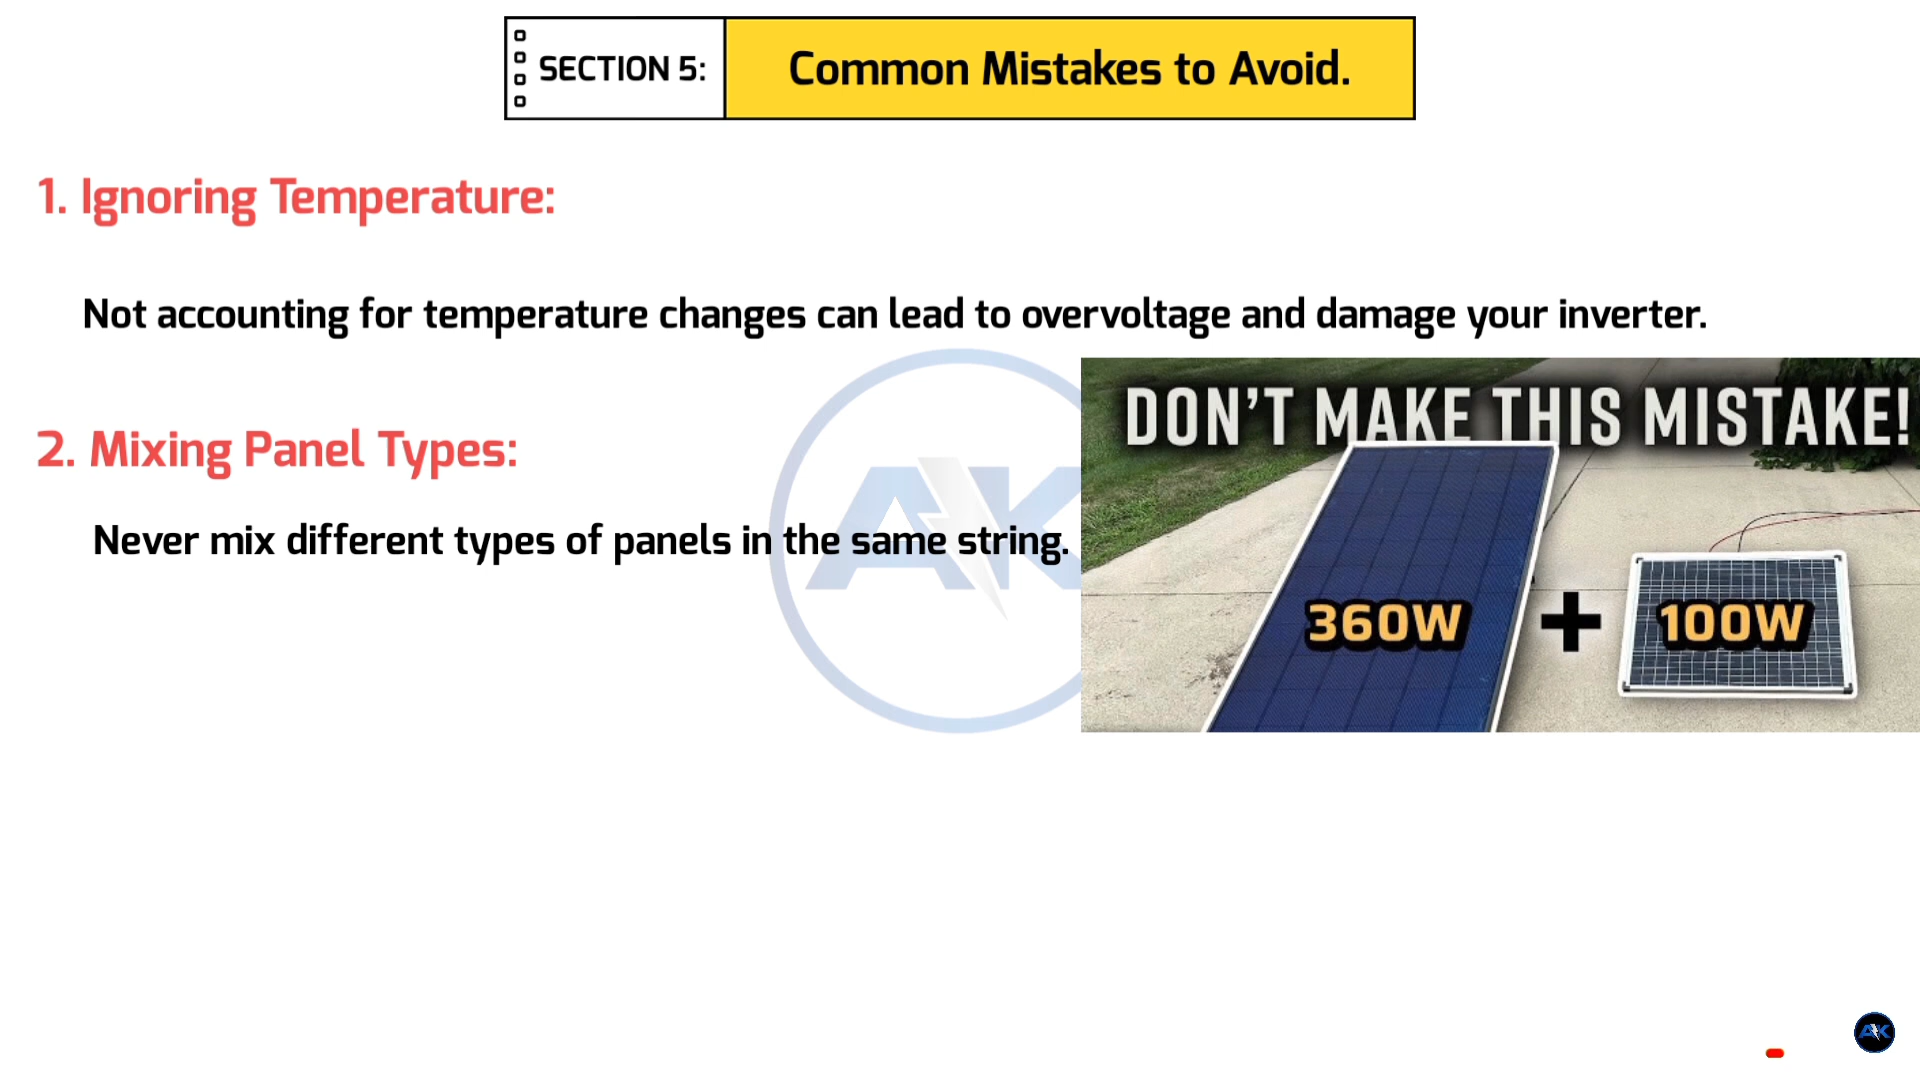 SECTION 5:
Common Mistakes to Avoid.
1. Ignoring Temperature:
Not accounting for temperature changes can lead to overvoltage and damage your inverter.
2. Mixing Panel Types:
Never mix different types of panels in the same string.
DON'T MAKE THIS MISTAKE!
360W + 100W
AK
AK